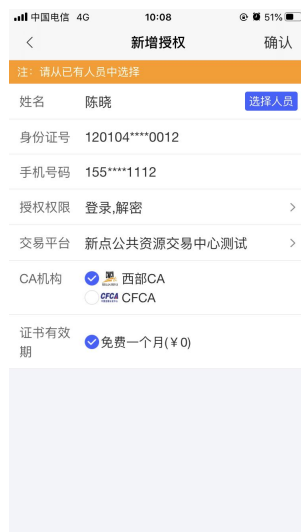 中国电信 4G 10:08 51%
新增授权 确认
注：请从已有人员中选择
姓名 陈晓 选择人员
身份证号 120104****0012
手机号码 155****1112
授权权限 登录,解密
交易平台 新点公共资源交易中心测试
CA机构 西部CA
CFCA CFCA
证书有效期 免费一个月(￥0)